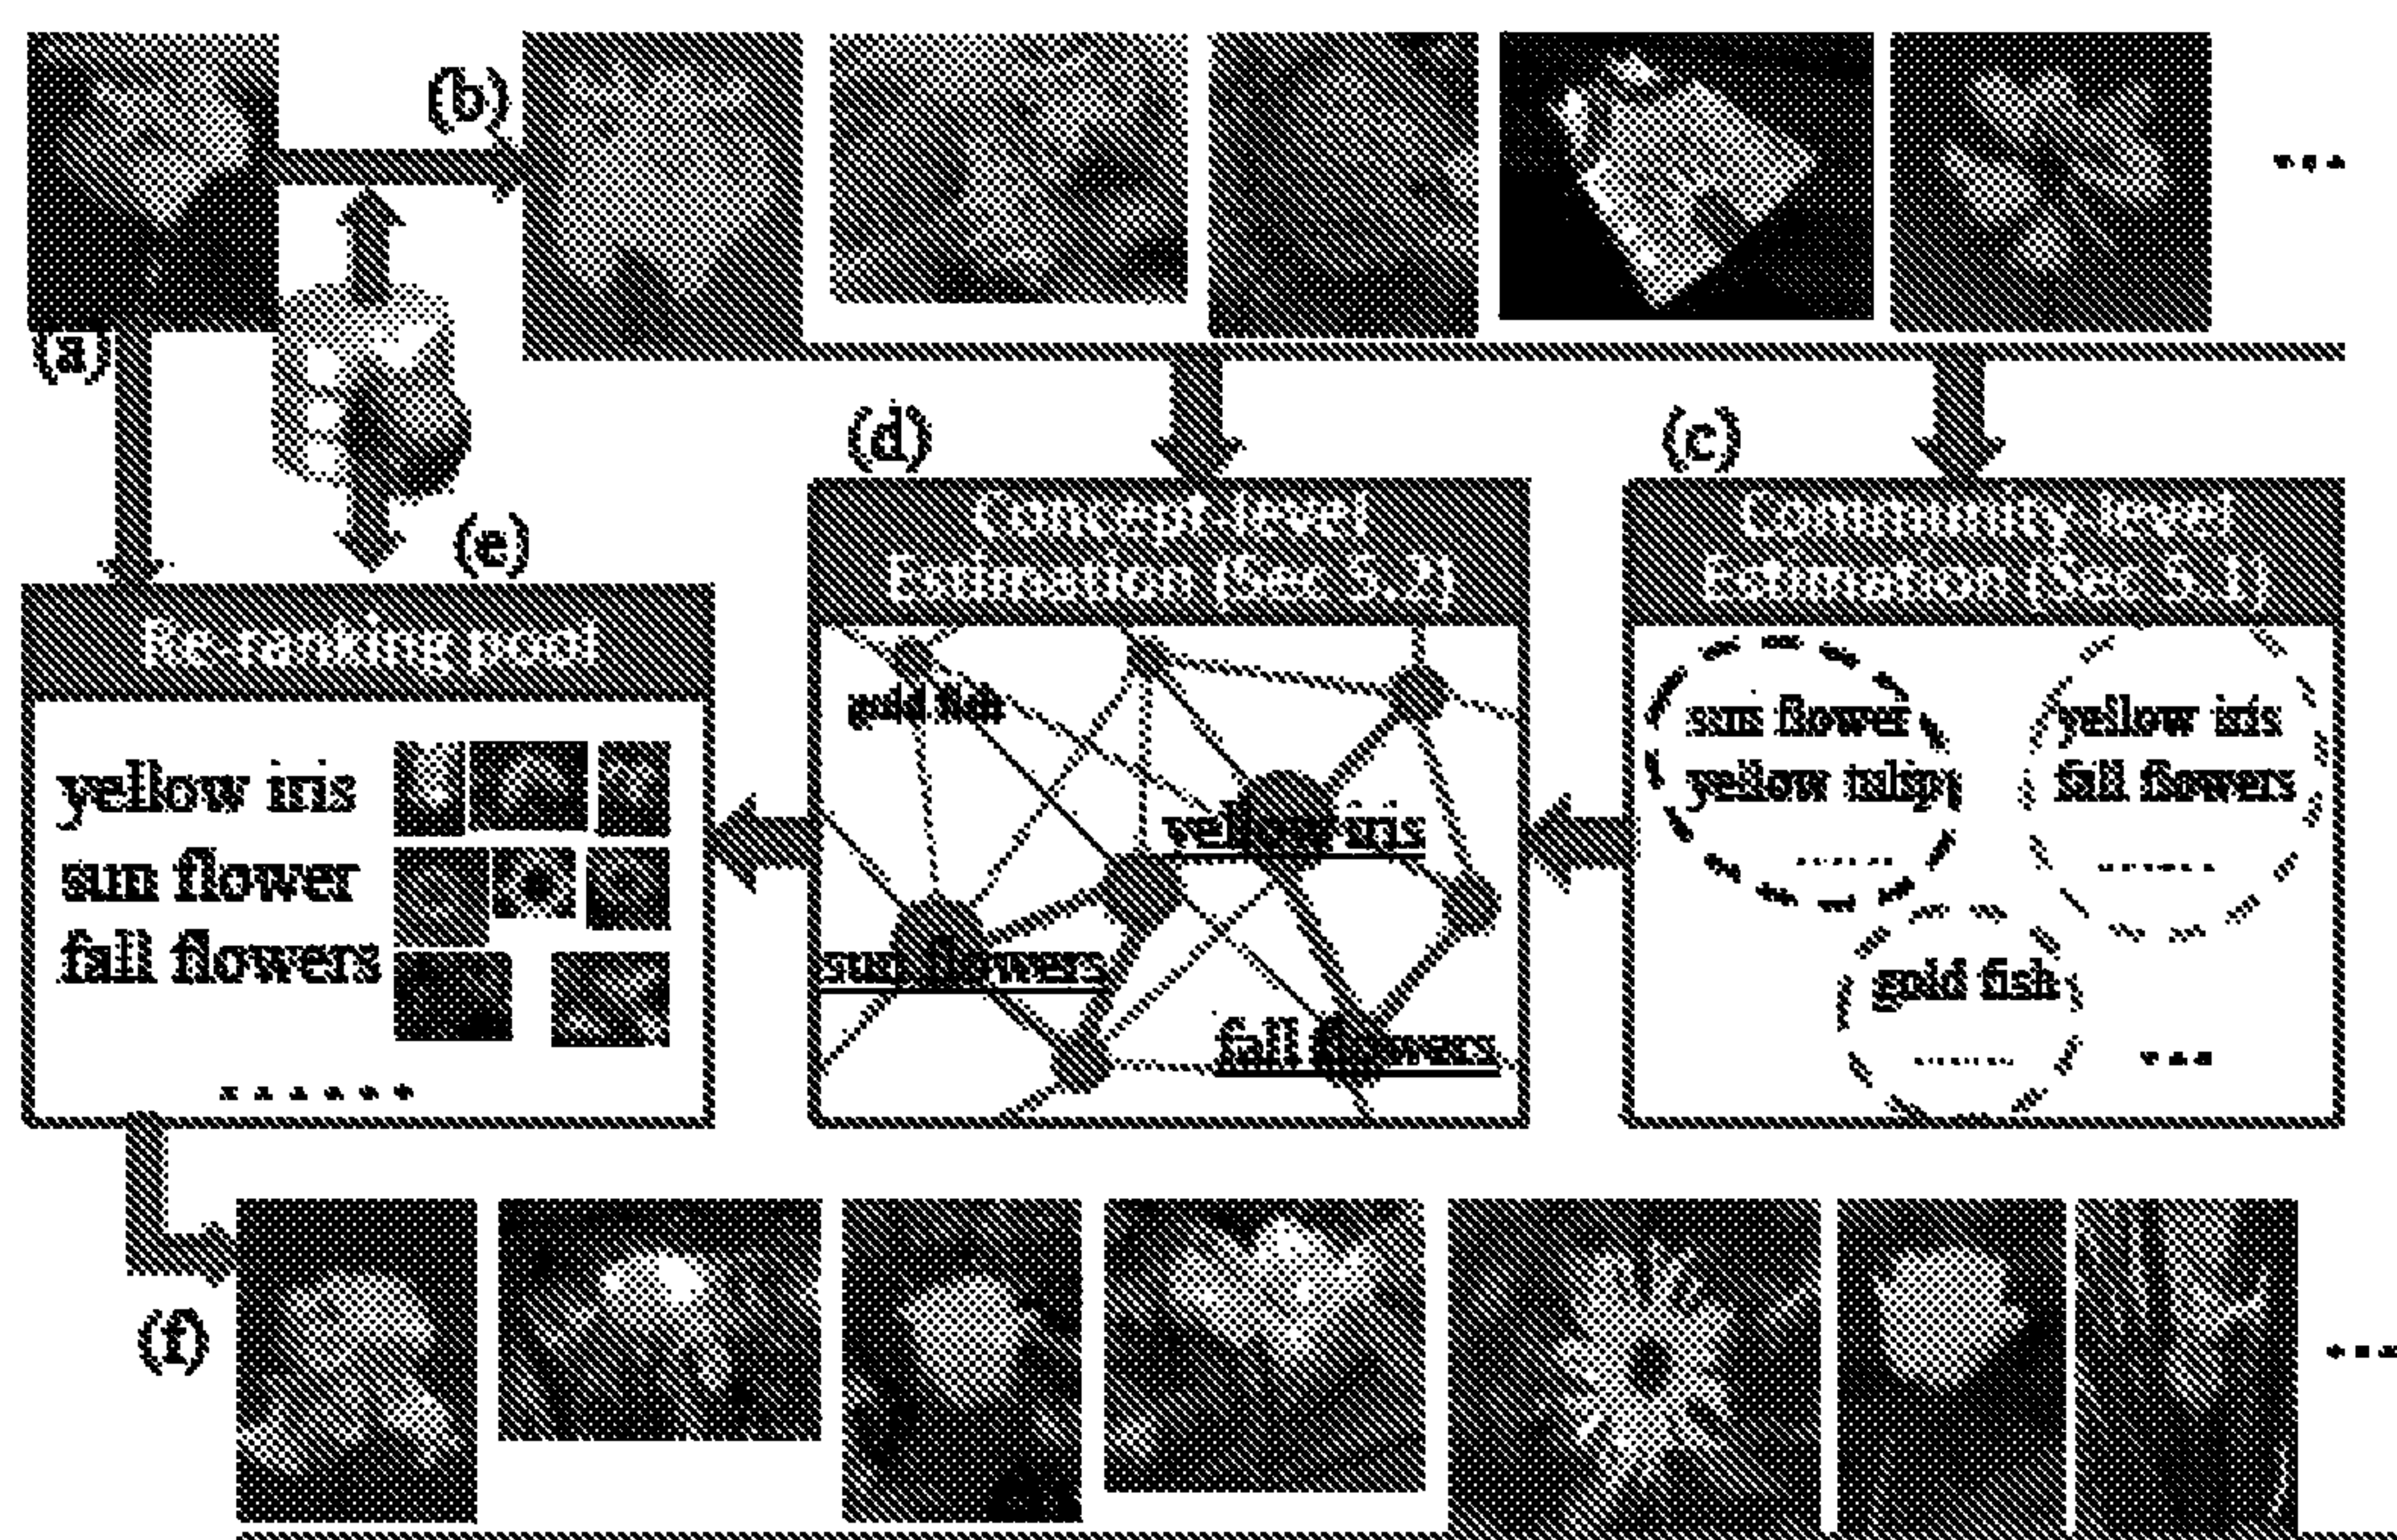 (b)
(a)
(d)
(c)
(e)
Concept-level
Estimation (Sec 5.2)
Community-level
Estimation (Sec 5.1)
Re-ranking pool
yellow iris
sun flower
fall flowers
......
gold fish
yellow iris
sun flowers
fall flowers
sun flower
yellow tulip
......
yellow iris
fall flowers
......
gold fish
......
...
(f)
...